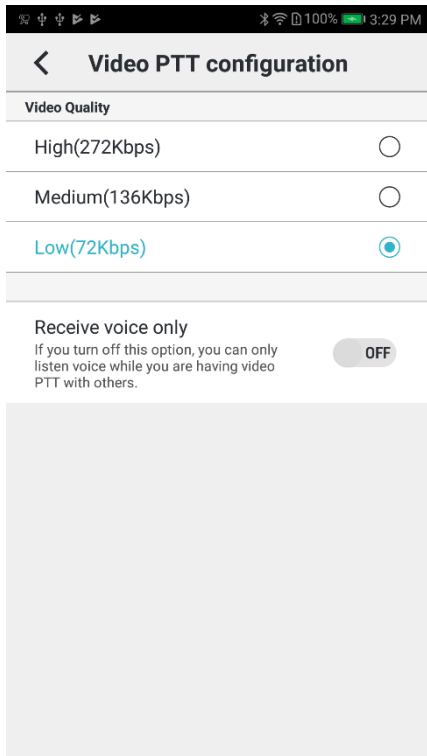 100% 3:29 PM
Video PTT configuration
Video Quality
High(272Kbps)
Medium(136Kbps)
Low(72Kbps)
Receive voice only
If you turn off this option, you can only
listen voice while you are having video
PTT with others.
OFF